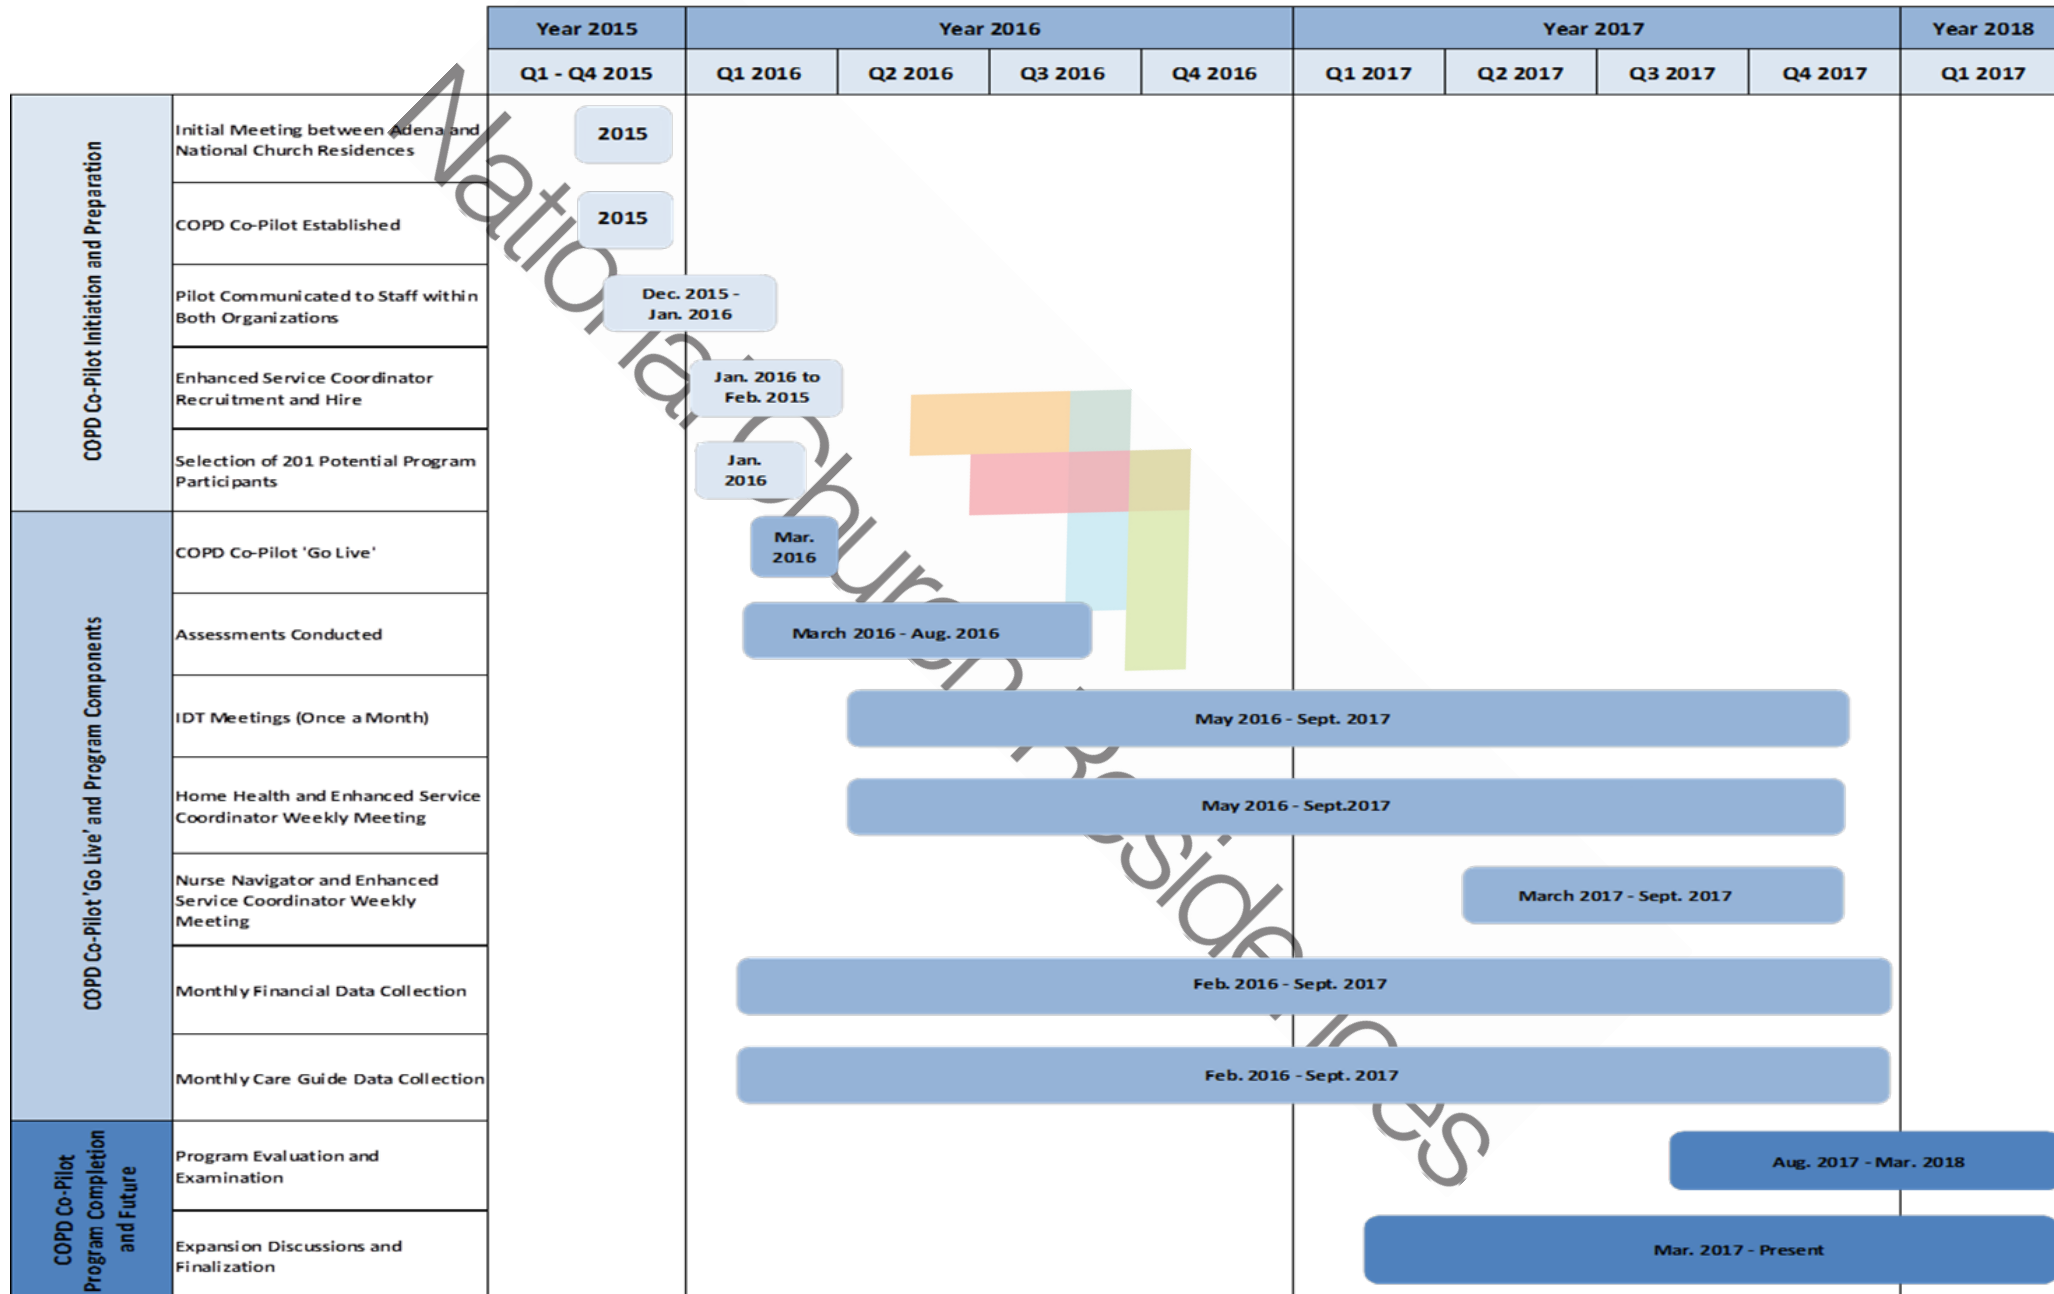 Year 2015
Year 2016
Year 2017
Year 2018
Q1 - Q4 2015
Q1 2016
Q2 2016
Q3 2016
Q4 2016
Q1 2017
Q2 2017
Q3 2017
Q4 2017
Q1 2017
COPD Co-Pilot Initiation and Preparation
Initial Meeting between Adena and
National Church Residences
2015
COPD Co-Pilot Established
2015
Pilot Communicated to Staff within
Both Organizations
Dec. 2015 -
Jan. 2016
Enhanced Service Coordinator
Recruitment and Hire
Jan. 2016 to
Feb. 2015
Selection of 201 Potential Program
Participants
Jan.
2016
COPD Co-Pilot 'Go Live' and Program Components
COPD Co-Pilot 'Go Live'
Mar.
2016
Assessments Conducted
March 2016 - Aug. 2016
IDT Meetings (Once a Month)
May 2016 - Sept. 2017
Home Health and Enhanced Service
Coordinator Weekly Meeting
May 2016 - Sept.2017
Nurse Navigator and Enhanced
Service Coordinator Weekly
Meeting
March 2017 - Sept. 2017
Monthly Financial Data Collection
Feb. 2016 - Sept. 2017
Monthly Care Guide Data Collection
Feb. 2016 - Sept. 2017
COPD Co-Pilot
Program Completion
and Future
Program Evaluation and
Examination
Aug. 2017 - Mar. 2018
Expansion Discussions and
Finalization
Mar. 2017 - Present
National Church Residences